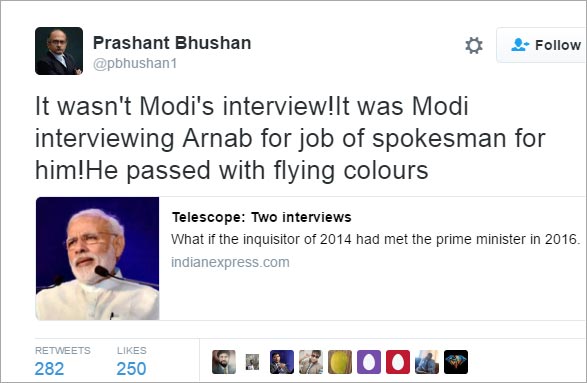 Prashant Bhushan
@pbhushan1
Follow
It wasn't Modi's interview!It was Modi
interviewing Arnab for job of spokesman for
him!He passed with flying colours
Telescope: Two interviews
What if the inquisitor of 2014 had met the prime minister in 2016.
indianexpress.com
RETWEETS LIKES
282 250